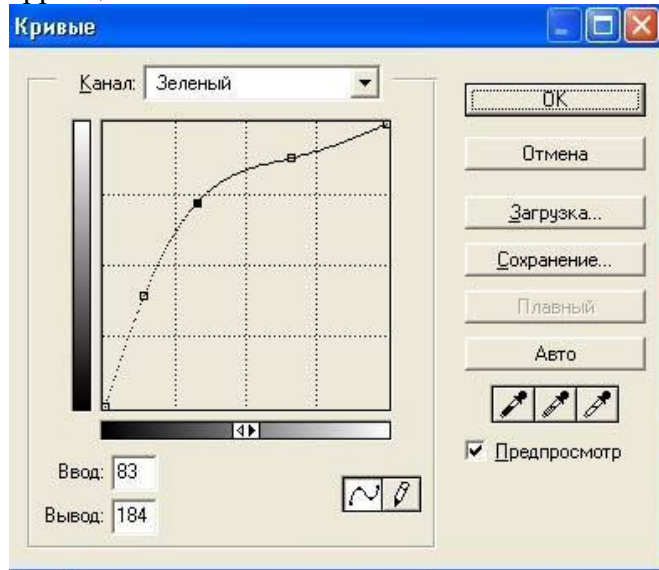 Кривые
Канал: Зеленый
OK
Отмена
Загрузка...
Сохранение...
Плавный
Авто
Предпросмотр
Ввод: 83
Вывод: 184